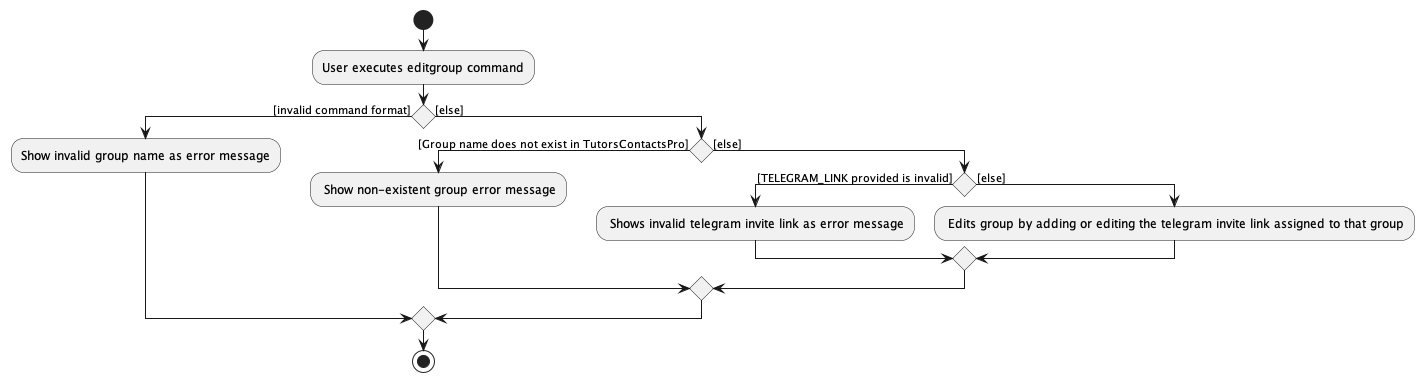 User executes editgroup command
[invalid command format]
[else]
Show invalid group name as error message
[Group name does not exist in TutorsContactsPro]
[else]
Show non-existent group error message
[TELEGRAM_LINK provided is invalid]
[else]
Shows invalid telegram invite link as error message
Edits group by adding or editing the telegram invite link assigned to that group